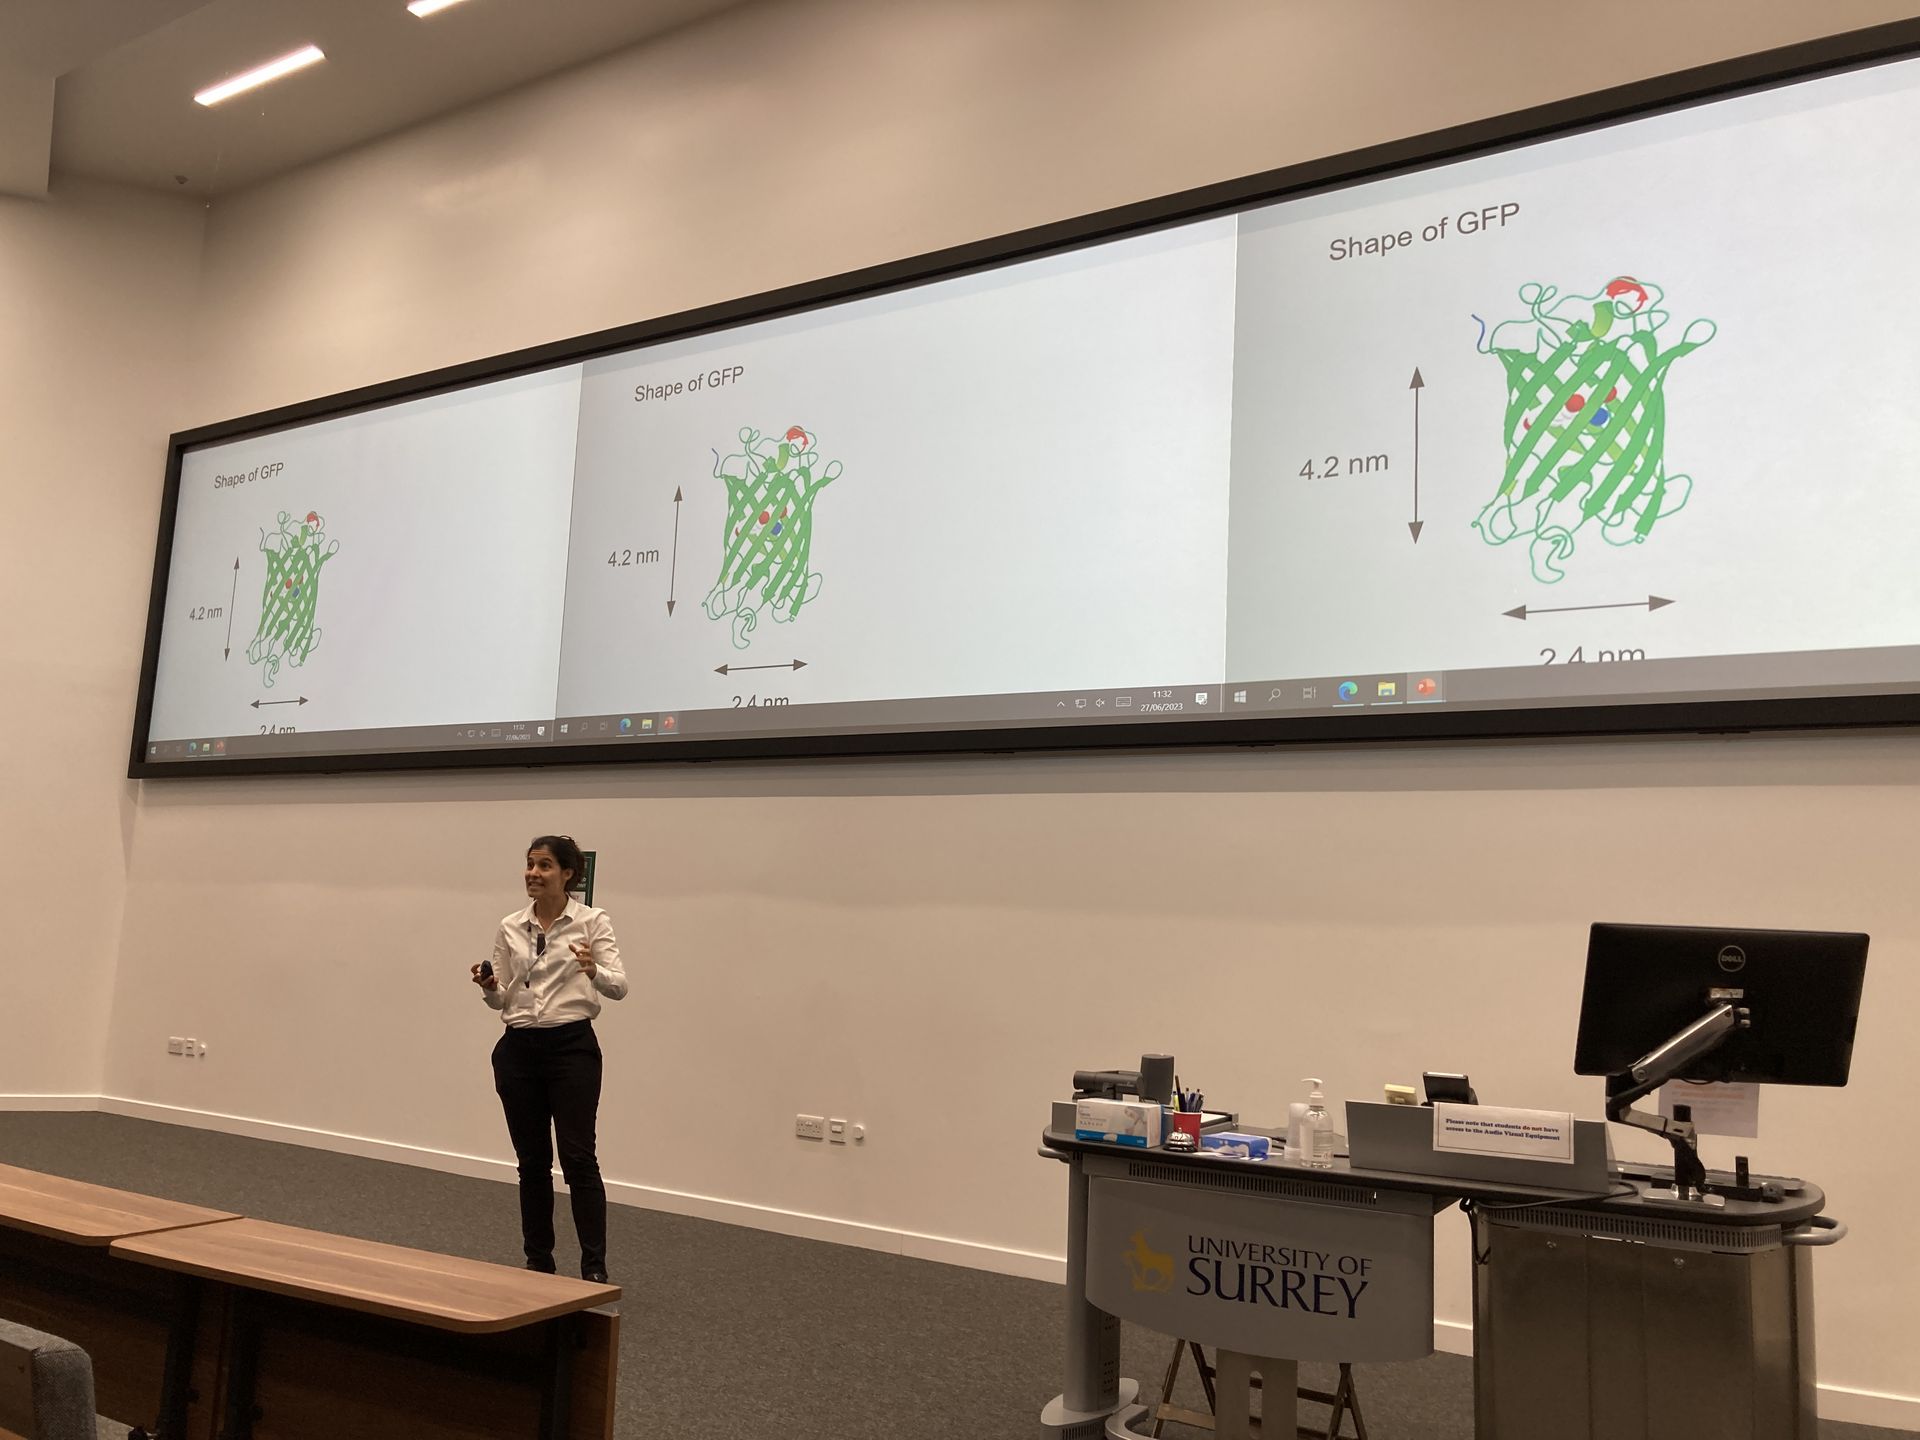 Shape of GFP
4.2 nm
2.4 nm
11:32
27/06/2023
Shape of GFP
4.2 nm
2.4 nm
11:32
27/06/2023
Shape of GFP
4.2 nm
2.4 nm
DELL
Please note that students do not have
access to the Audio Visual Equipment
UNIVERSITY OF
SURREY